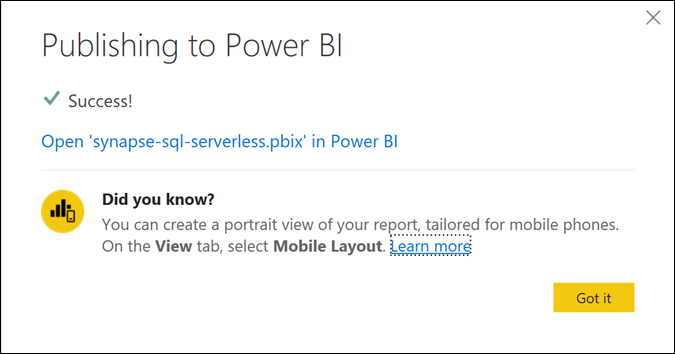 Publishing to Power BI
Success!
Open 'synapse-sql-serverless.pbix' in Power BI
Did you know?
You can create a portrait view of your report, tailored for mobile phones.
On the View tab, select Mobile Layout. Learn more
Got it